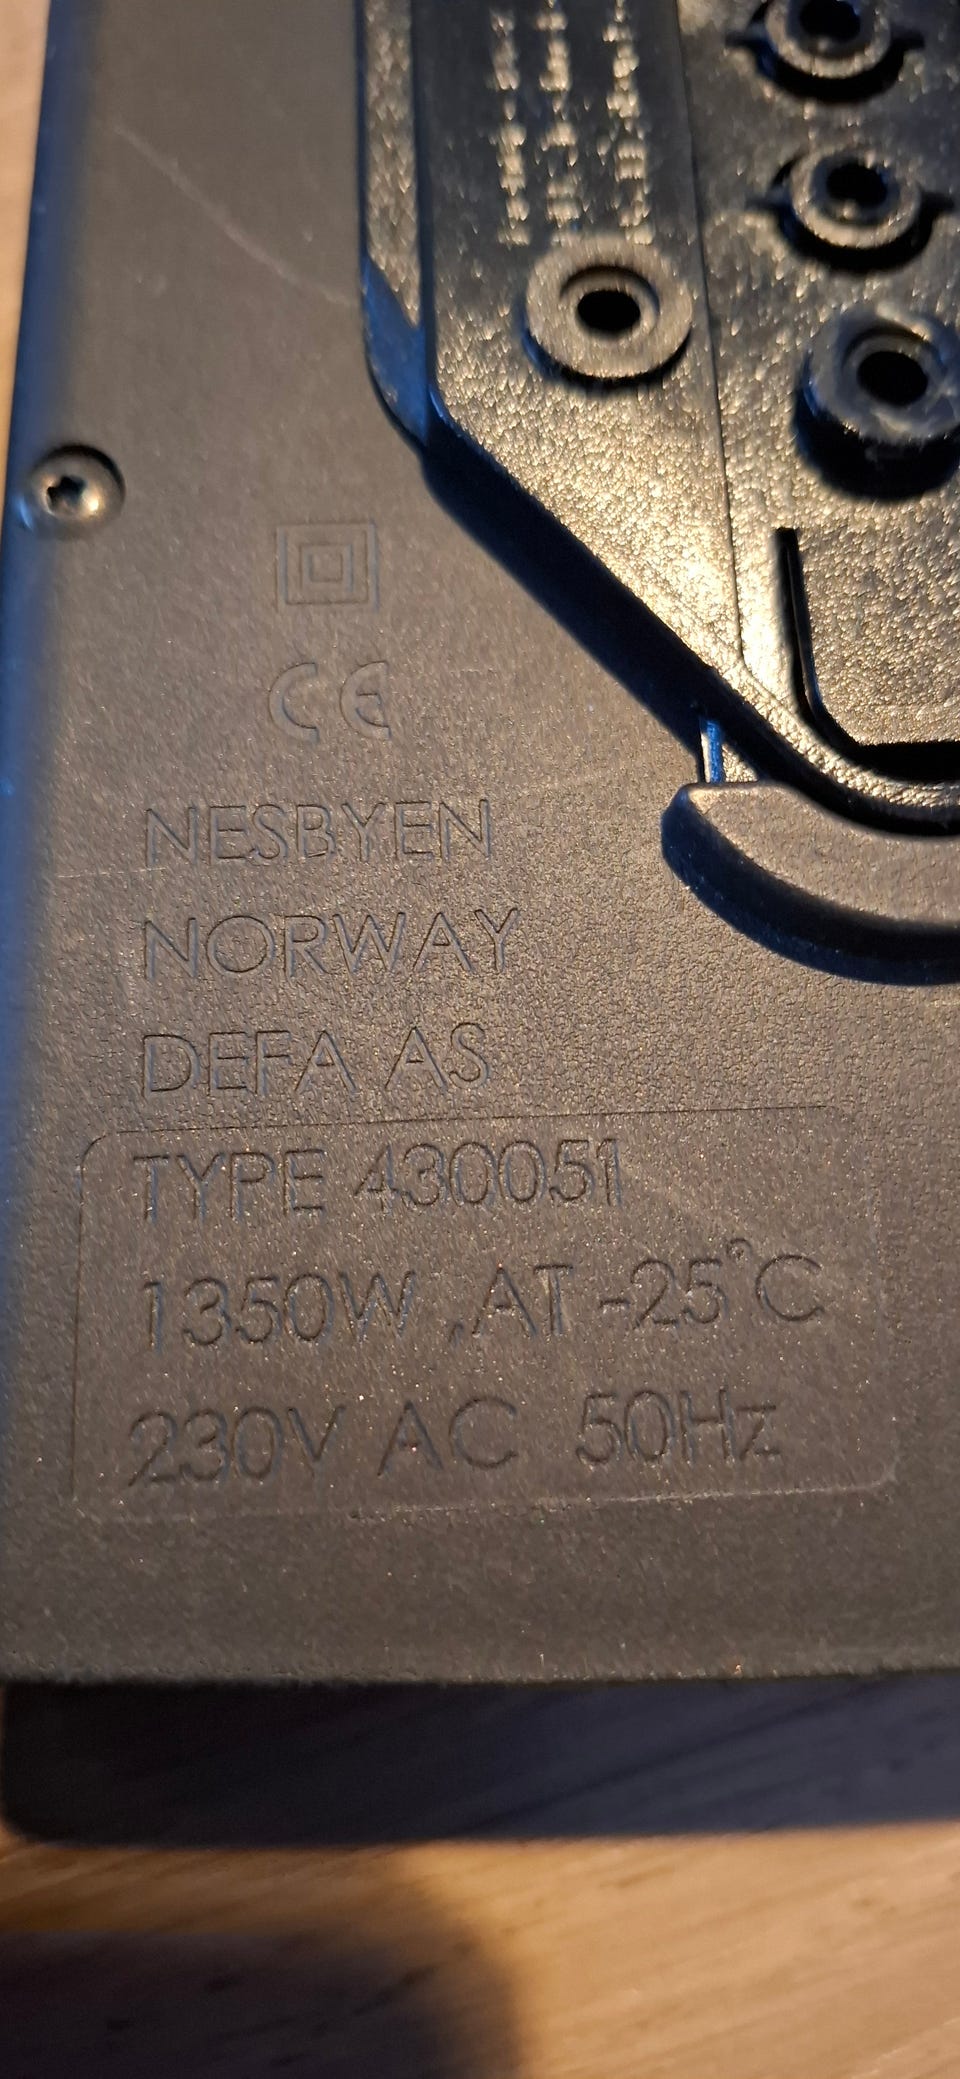 CE
NESBYEN
NORWAY
DEFA AS
TYPE 430051
1350W ,AT -25°C
230V AC 50Hz